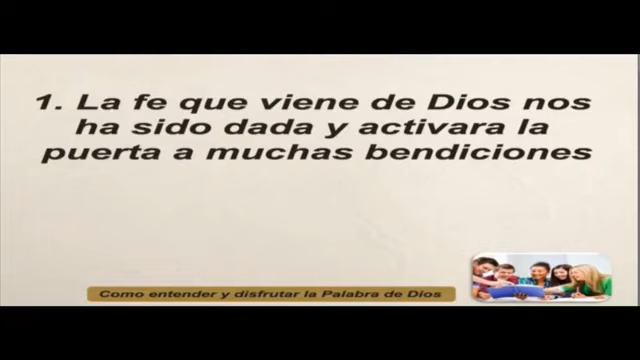 1. La fe que viene de Dios nos
ha sido dada y activara la
puerta a muchas bendiciones
Como entender y disfrutar la Palabra de Dios